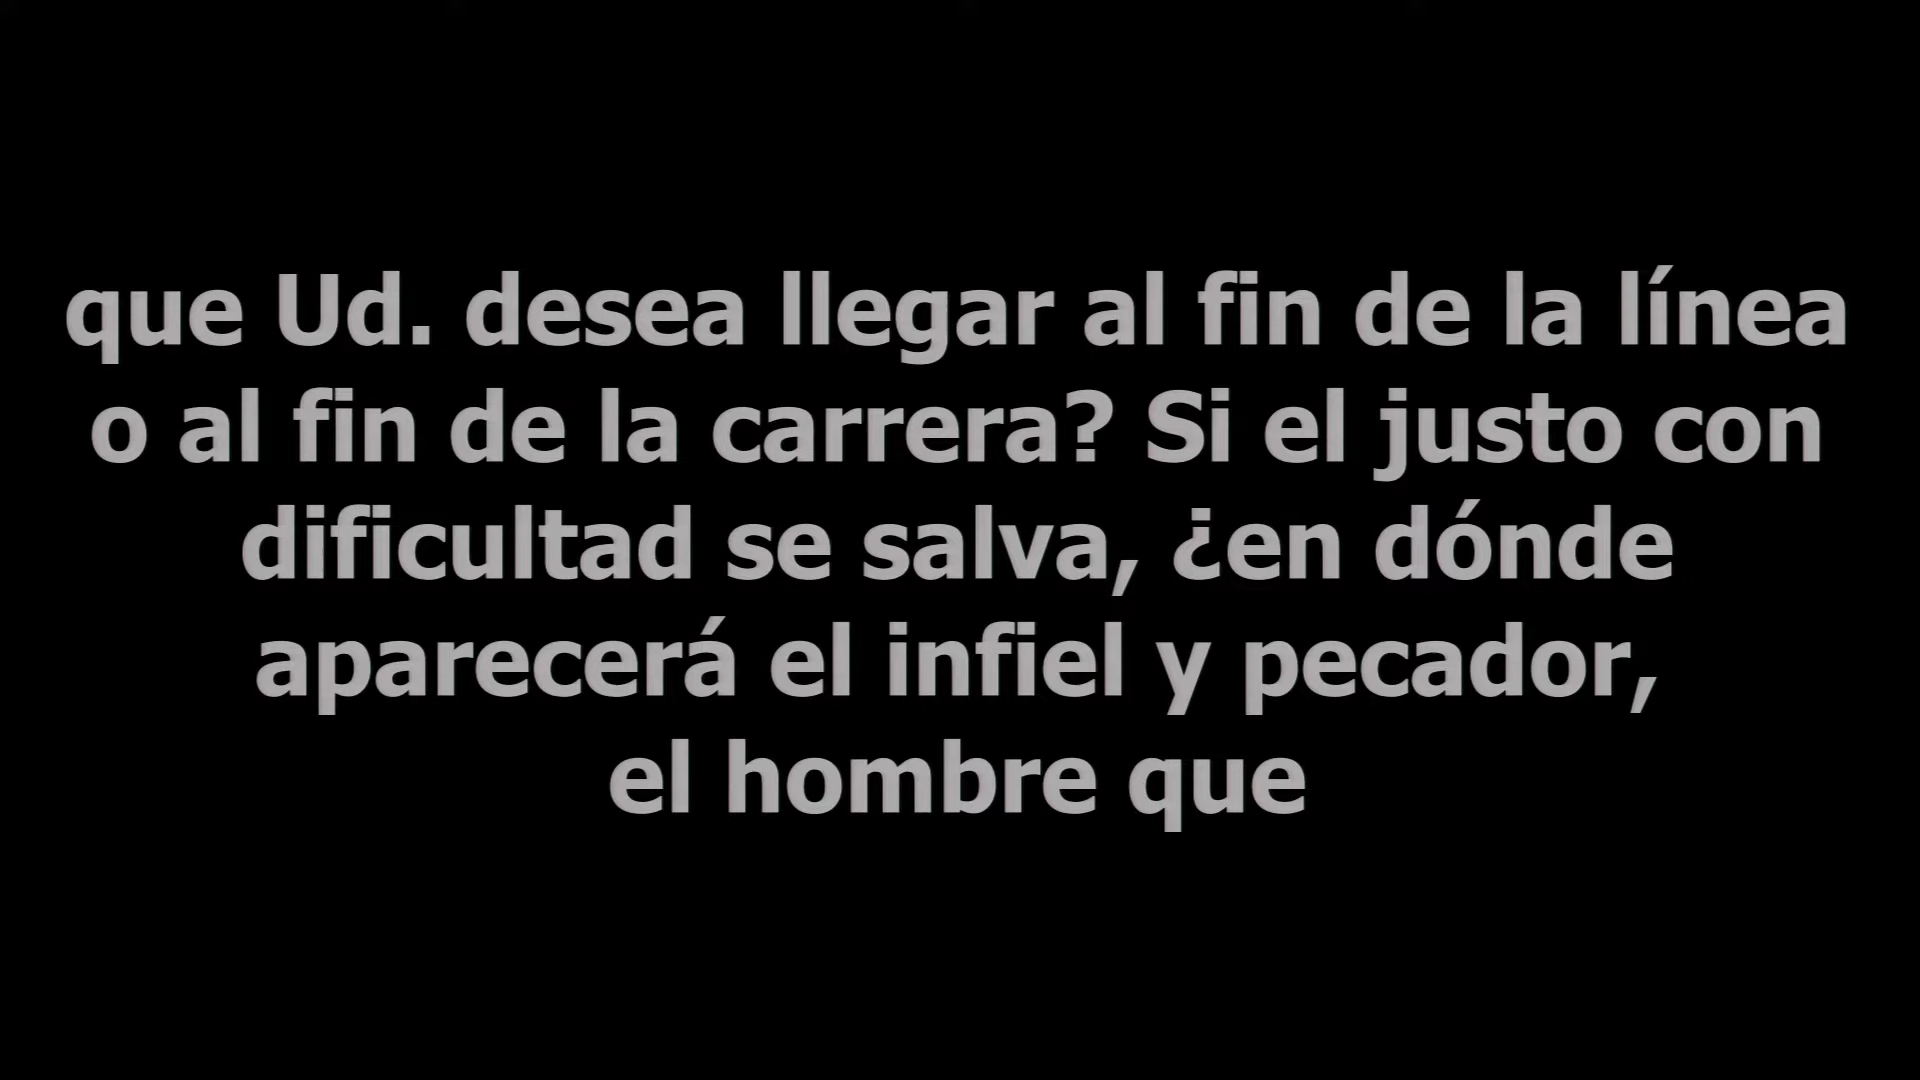 que Ud. desea llegar al fin de la línea
o al fin de la carrera? Si el justo con
dificultad se salva, ¿en dónde
aparecerá el infiel y pecador,
el hombre que